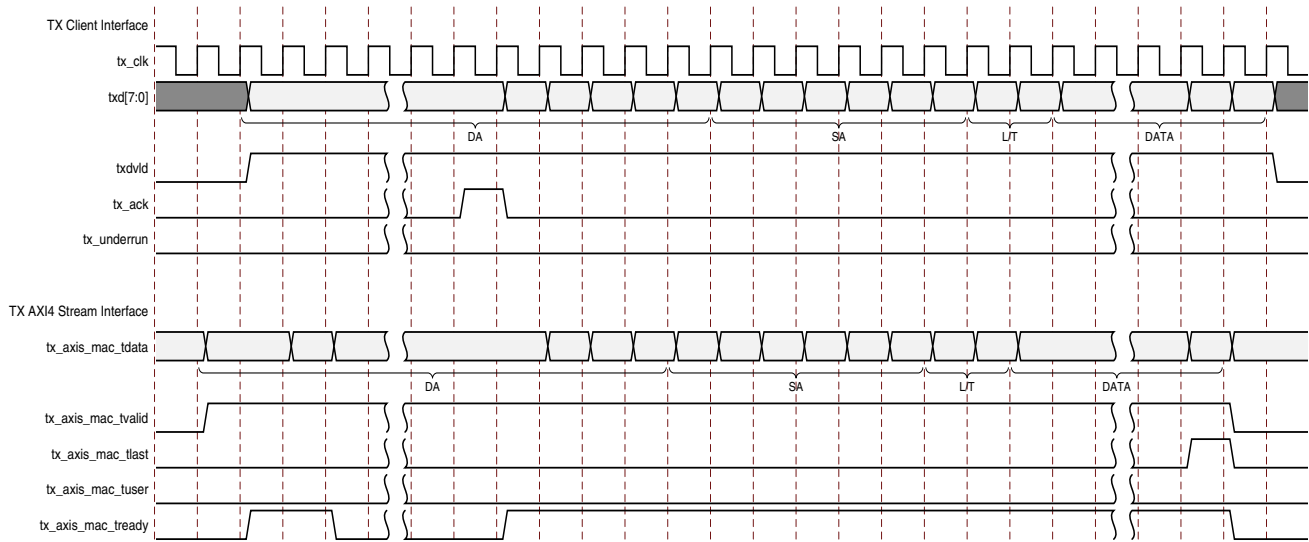 TX Client Interface
tx_clk
txd[7:0]
DA SA L/T DATA
txdvld
tx_ack
tx_underrun
TX AXI4 Stream Interface
tx_axis_mac_tdata
DA SA L/T DATA
tx_axis_mac_tvalid
tx_axis_mac_tlast
tx_axis_mac_tuser
tx_axis_mac_tready